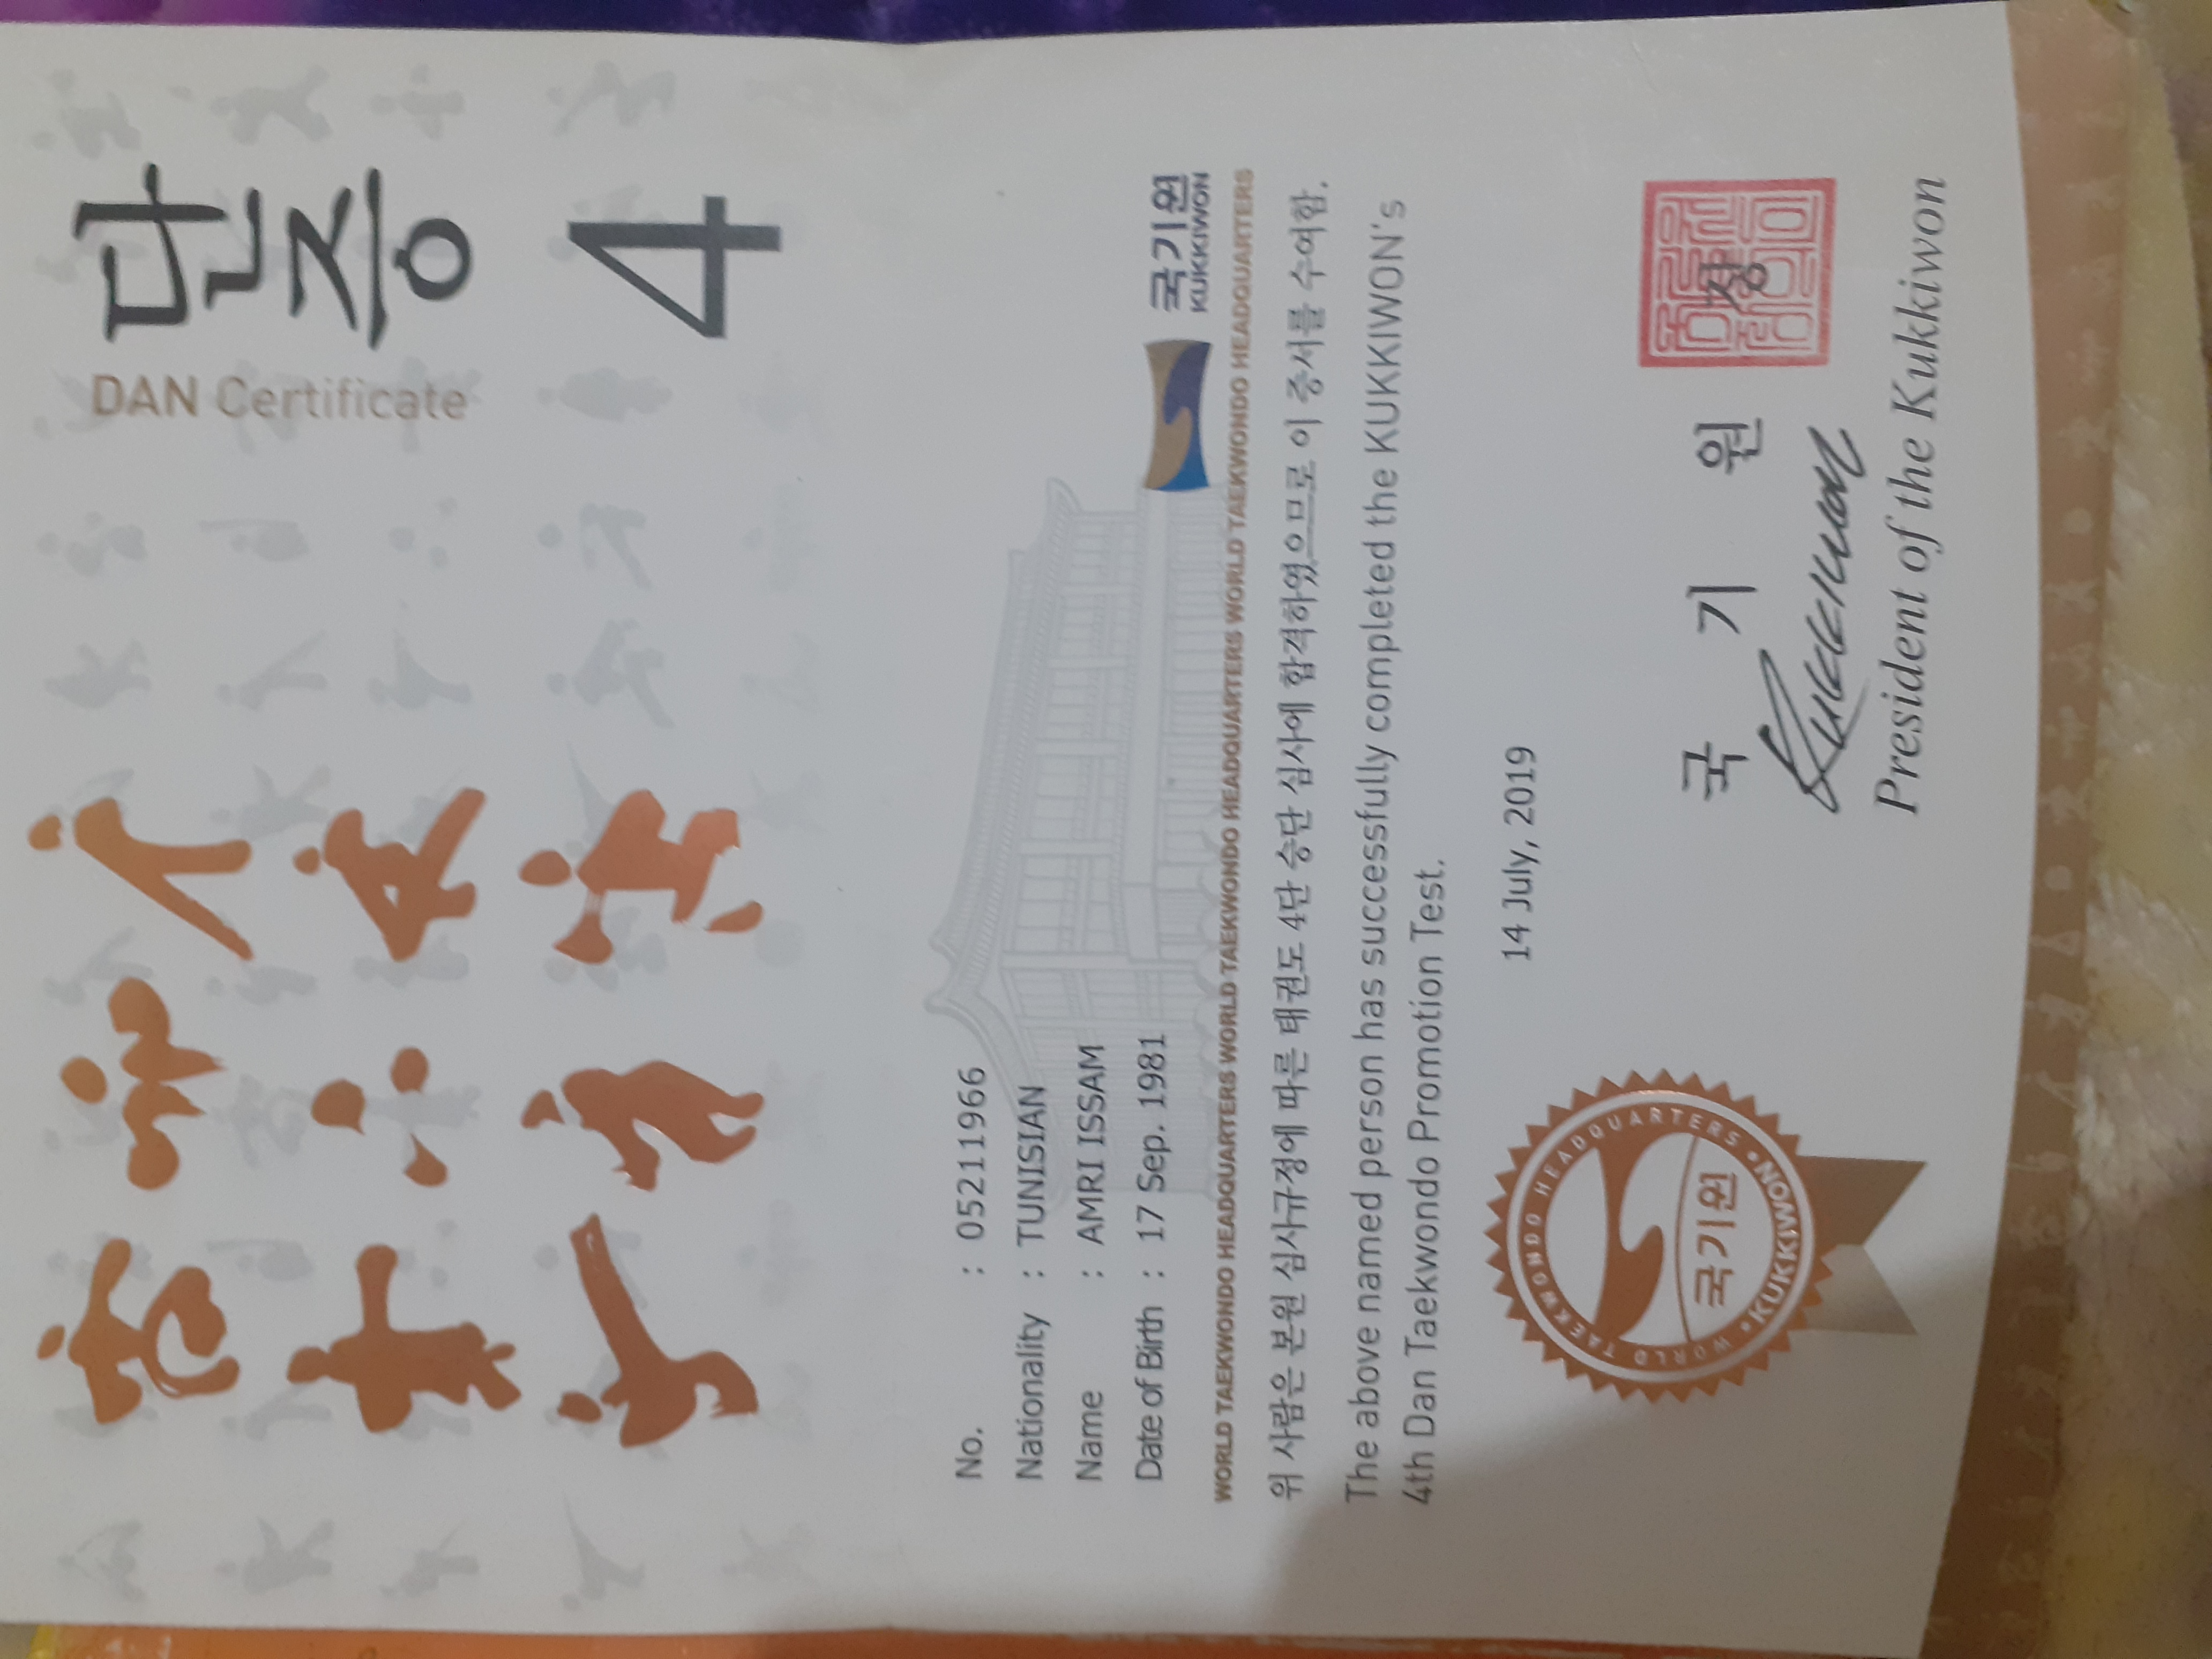 단증
DAN Certificate
4
No. : 05211966
Nationality : TUNISIAN
Name : AMRI ISSAM
Date of Birth : 17 Sep. 1981
국기원
KUKKIWON
WORLD TAEKWONDO HEADQUARTERS WORLD TAEKWONDO HEADQUARTERS WORLD TAEKWONDO HEADQUARTERS WORLD TAEKWONDO HEADQUARTERS
위 사람은 본원 심사규정에 따른 태권도 4단 승단 심사에 합격하였으므로 이 증서를 수여함.
The above named person has successfully completed the KUKKIWON's
4th Dan Taekwondo Promotion Test.
14 July, 2019
WORLD TAEKWONDO HEADQUARTERS • KUKKIWON •
국기원
국 기 원 장
President of the Kukkiwon